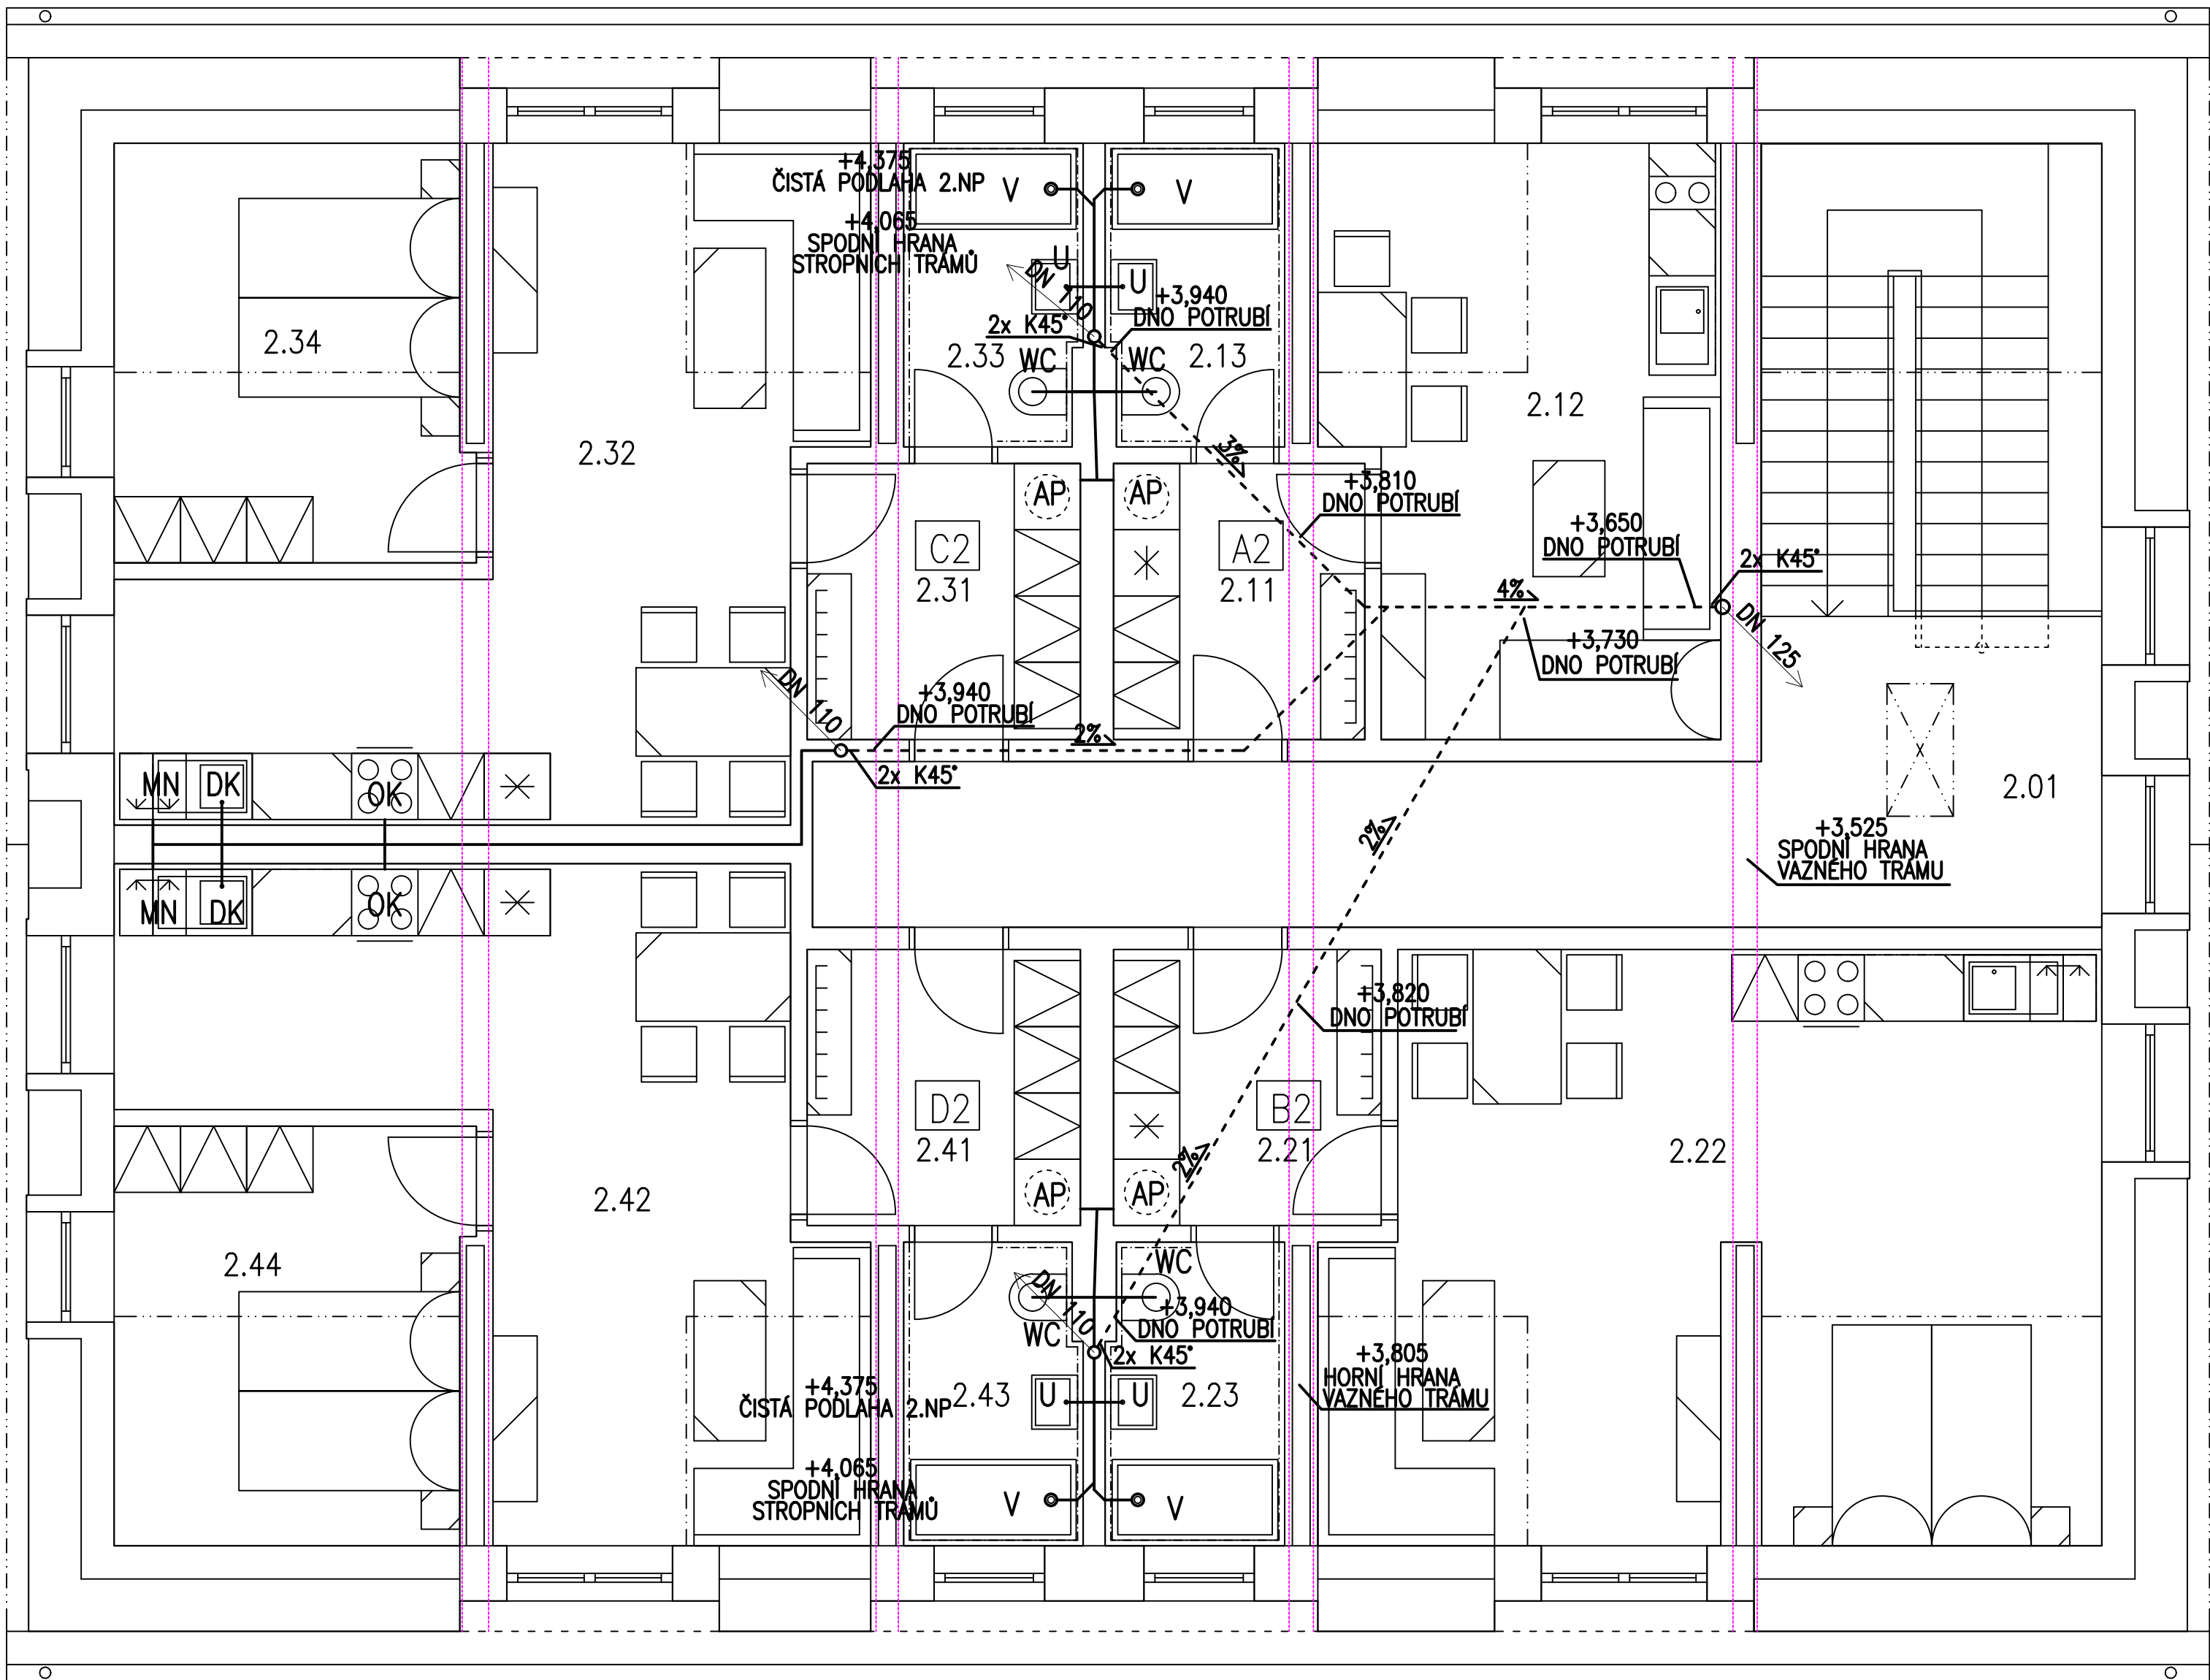 +4,375
ČISTÁ PODLAHA 2.NP
V
V
+4,065
SPODNÍ HRANA
STROPNÍCH TRÁMŮ
U
U
DN 110
+3,940
DNO POTRUBÍ
2x K45°
2.34
2.33
WC
WC
2.13
2.12
2.32
3%
+3,810
DNO POTRUBÍ
AP
AP
+3,650
DNO POTRUBÍ
2x K45°
C2
A2
2.31
2.11
4%
DN 125
+3,730
DNO POTRUBÍ
DN 110
+3,940
DNO POTRUBÍ
2%
2x K45°
MN
DK
OK
2.01
+3,525
SPODNÍ HRANA
VAZNÉHO TRÁMU
2%
MN
DK
OK
+3,820
DNO POTRUBÍ
D2
B2
2.41
2.21
2.22
2%
AP
AP
2.42
2.44
WC
DN 110
WC
+3,940
DNO POTRUBÍ
2x K45°
+3,805
HORNÍ HRANA
VAZNÉHO TRÁMU
+4,375
ČISTÁ PODLAHA 2.NP
2.43
U
U
2.23
+4,065
SPODNÍ HRANA
STROPNÍCH TRÁMŮ
V
V